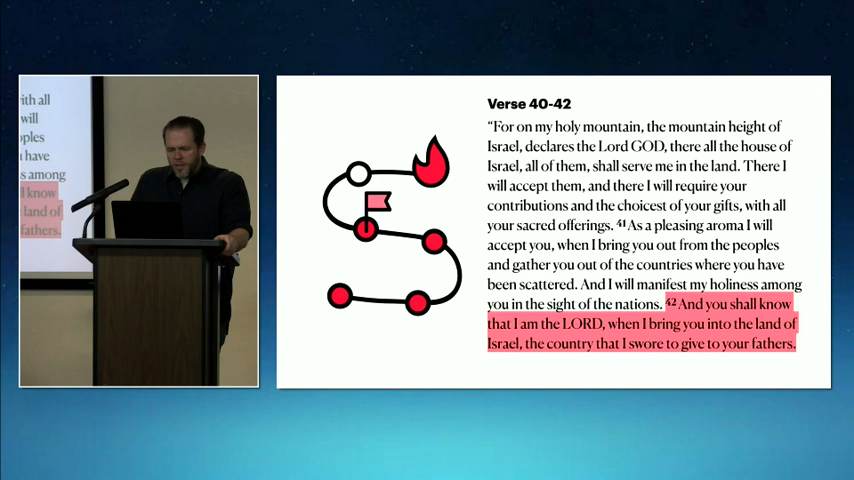 ith all
will
oples
have
s among
know
land of
fathers.
Verse 40-42
“For on my holy mountain, the mountain height of
Israel, declares the Lord GOD, there all the house of
Israel, all of them, shall serve me in the land. There I
will accept them, and there I will require your
contributions and the choicest of your gifts, with all
your sacred offerings. ⁴¹As a pleasing aroma I will
accept you, when I bring you out from the peoples
and gather you out of the countries where you have
been scattered. And I will manifest my holiness among
you in the sight of the nations. ⁴²And you shall know
that I am the LORD, when I bring you into the land of
Israel, the country that I swore to give to your fathers.